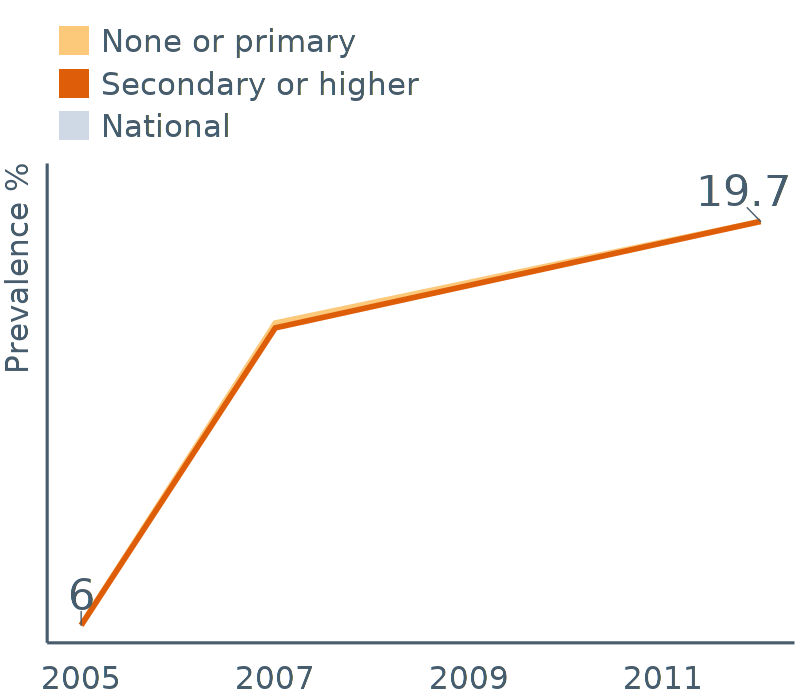 None or primary
Secondary or higher
National
Prevalence %
19.7
6
2005 2007 2009 2011